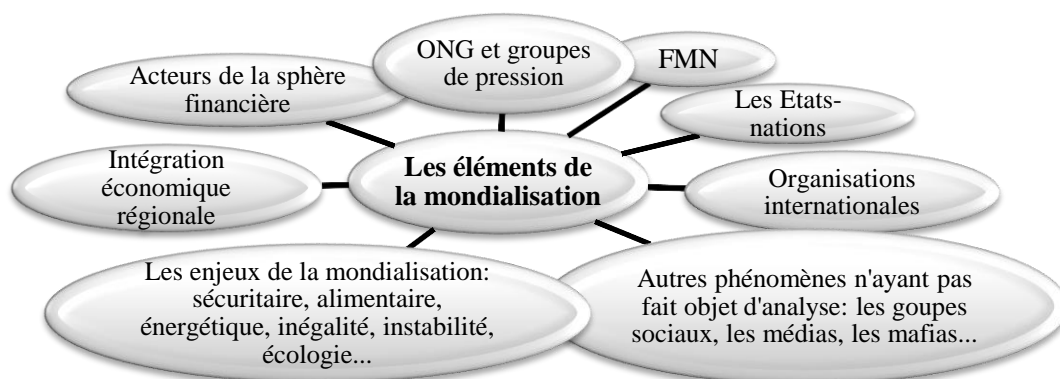 ONG et groupes
de pression
FMN
Acteurs de la sphère
financière
Les Etats-
nations
Intégration
économique
régionale
Les éléments de
la mondialisation
Organisations
internationales
Les enjeux de la mondialisation:
sécuritaire, alimentaire,
énergétique, inégalité, instabilité,
écologie...
Autres phénomènes n'ayant pas
fait objet d'analyse: les goupes
sociaux, les médias, les mafias...